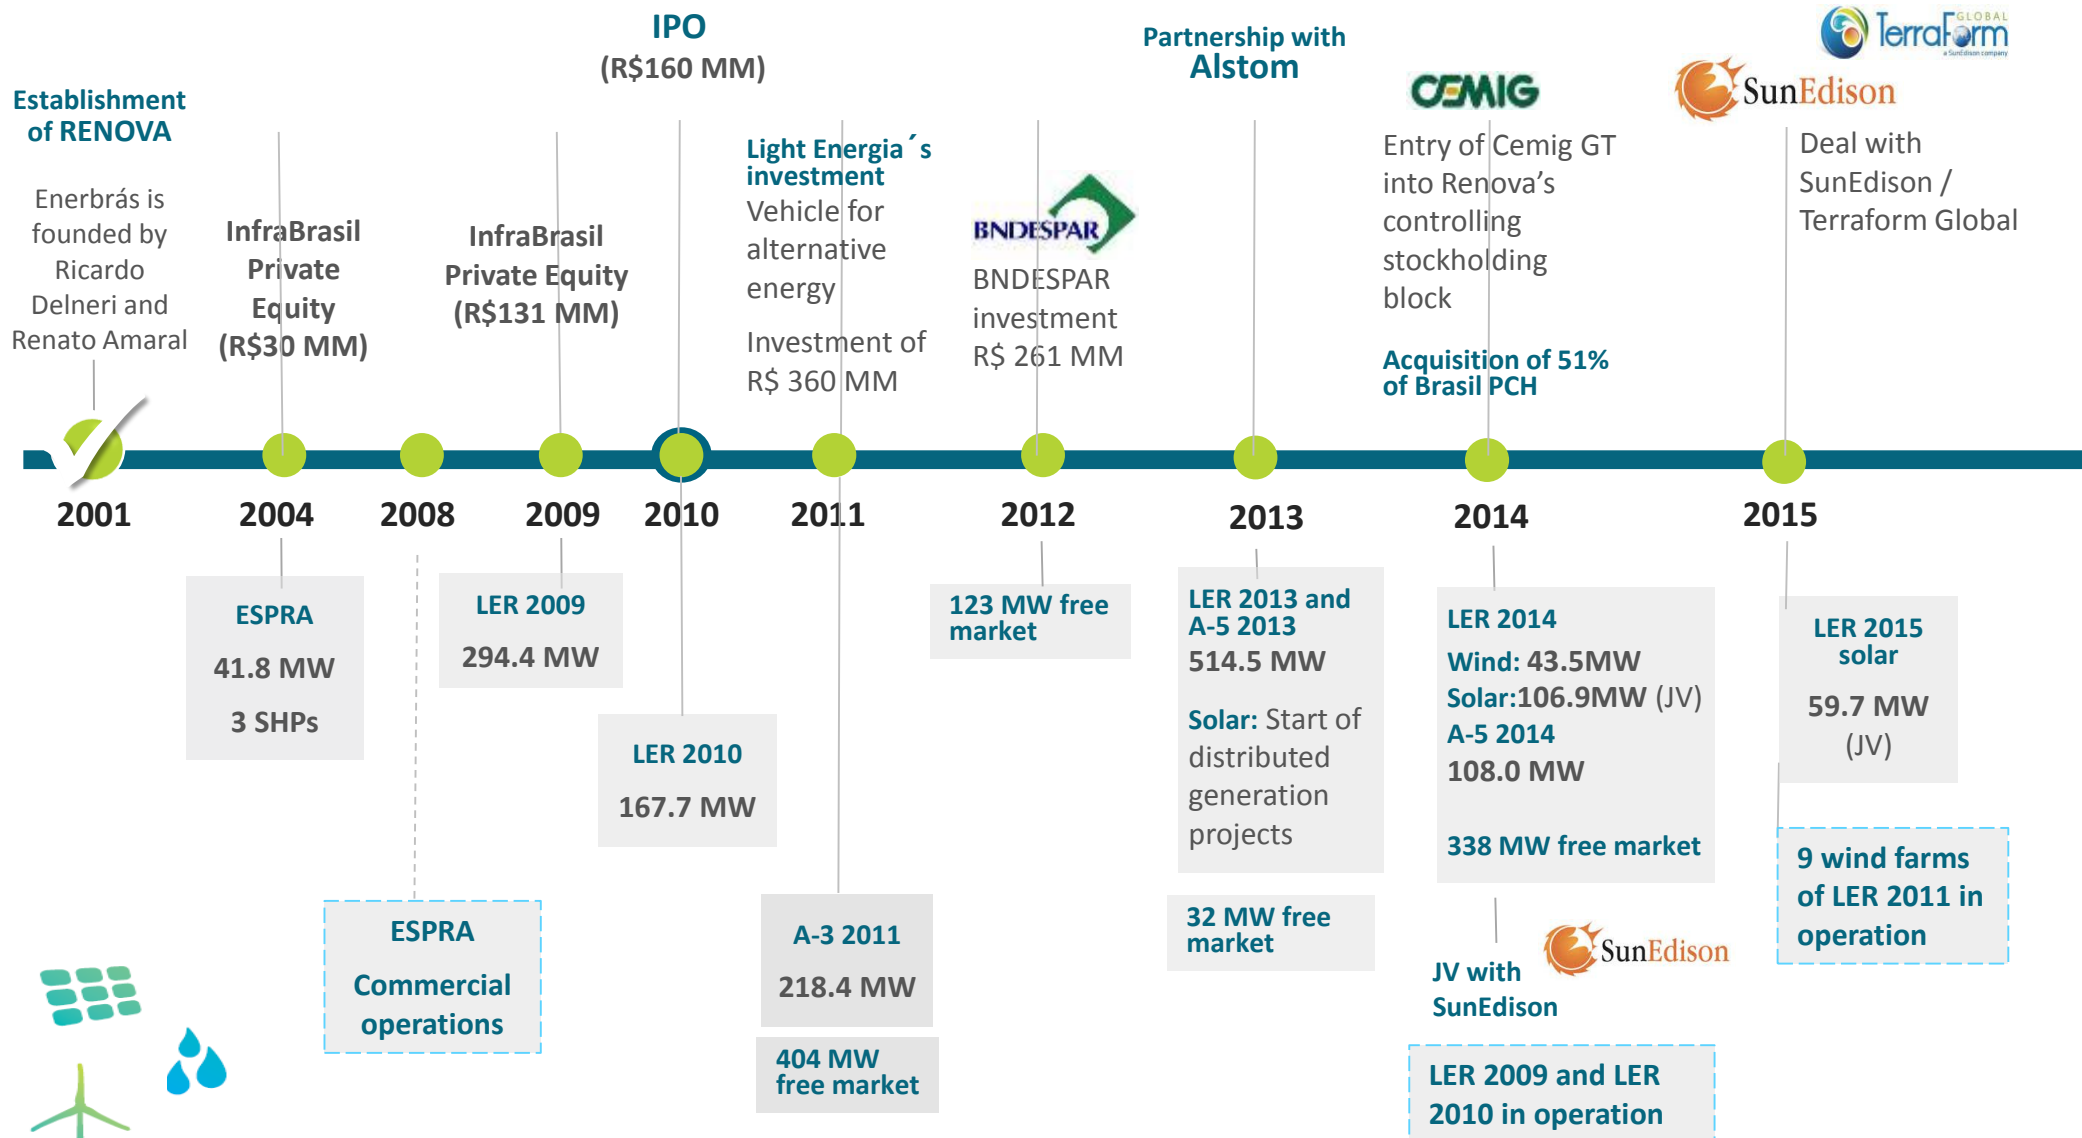 Establishment
of RENOVA
Enerbrás is
founded by
Ricardo
Delneri and
Renato Amaral
InfraBrasil
Private
Equity
(R$30 MM)
InfraBrasil
Private Equity
(R$131 MM)
IPO
(R$160 MM)
Light Energia´s
investment
Vehicle for
alternative
energy
Investment of
R$ 360 MM
BNDESPAR
BNDESPAR
investment
R$ 261 MM
Partnership with
Alstom
CEMIG
Entry of Cemig GT
into Renova’s
controlling
stockholding
block
Acquisition of 51%
of Brasil PCH
TerraForm
GLOBAL
a SunEdison company
SunEdison
Deal with
SunEdison /
Terraform Global
2001
2004
2008
2009
2010
2011
2012
2013
2014
2015
ESPRA
41.8 MW
3 SHPs
ESPRA
Commercial
operations
LER 2009
294.4 MW
LER 2010
167.7 MW
A-3 2011
218.4 MW
404 MW
free market
123 MW free
market
LER 2013 and
A-5 2013
514.5 MW
Solar: Start of
distributed
generation
projects
32 MW free
market
LER 2014
Wind: 43.5MW
Solar:106.9MW (JV)
A-5 2014
108.0 MW
338 MW free market
JV with
SunEdison
SunEdison
LER 2009 and LER
2010 in operation
LER 2015
solar
59.7 MW
(JV)
9 wind farms
of LER 2011 in
operation